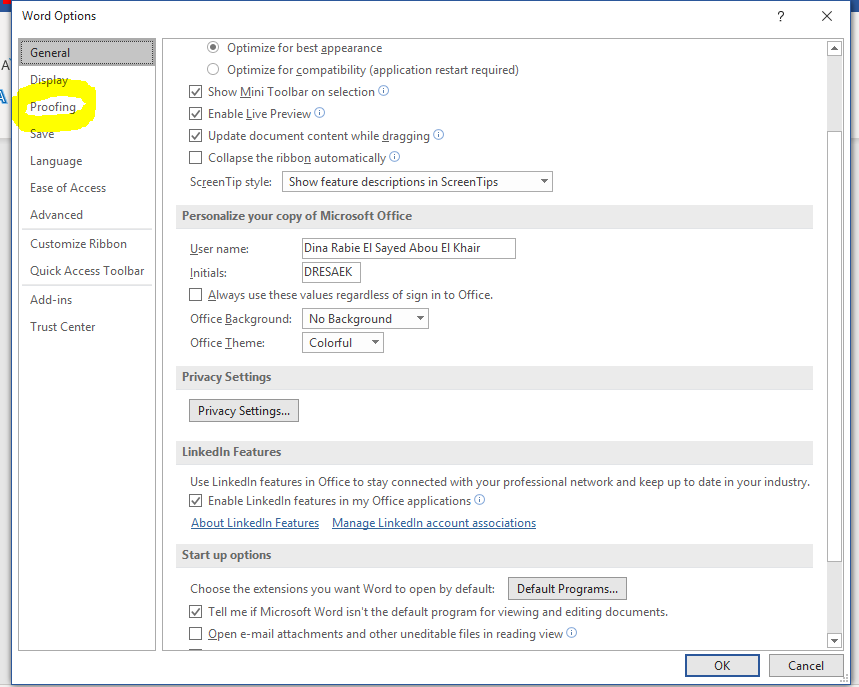 Word Options
?
General
Display
Proofing
Save
Language
Ease of Access
Advanced
Customize Ribbon
Quick Access Toolbar
Add-ins
Trust Center
Optimize for best appearance
Optimize for compatibility (application restart required)
Show Mini Toolbar on selection
Enable Live Preview
Update document content while dragging
Collapse the ribbon automatically
ScreenTip style: Show feature descriptions in ScreenTips
Personalize your copy of Microsoft Office
User name: Dina Rabie El Sayed Abou El Khair
Initials: DRESAEK
Always use these values regardless of sign in to Office.
Office Background: No Background
Office Theme: Colorful
Privacy Settings
Privacy Settings...
LinkedIn Features
Use LinkedIn features in Office to stay connected with your professional network and keep up to date in your industry.
Enable LinkedIn features in my Office applications
About LinkedIn Features Manage LinkedIn account associations
Start up options
Choose the extensions you want Word to open by default: Default Programs...
Tell me if Microsoft Word isn't the default program for viewing and editing documents.
Open e-mail attachments and other uneditable files in reading view
OK Cancel